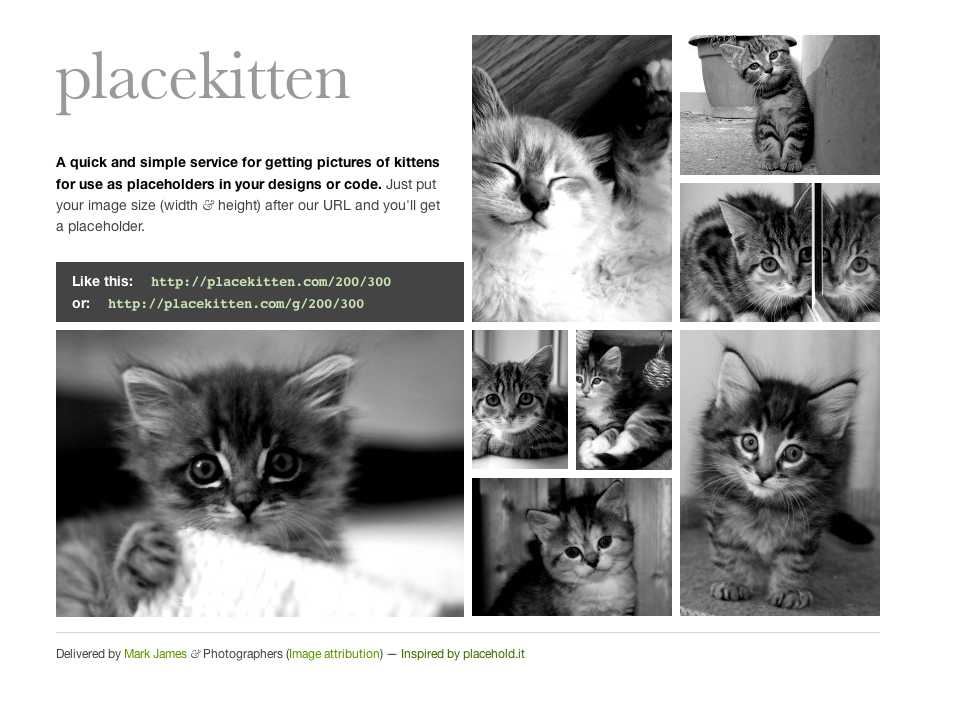 placekitten
A quick and simple service for getting pictures of kittens
for use as placeholders in your designs or code. Just put
your image size (width & height) after our URL and you'll get
a placeholder.
Like this: http://placekitten.com/200/300
or: http://placekitten.com/g/200/300
Delivered by Mark James & Photographers (Image attribution) — Inspired by placehold.it